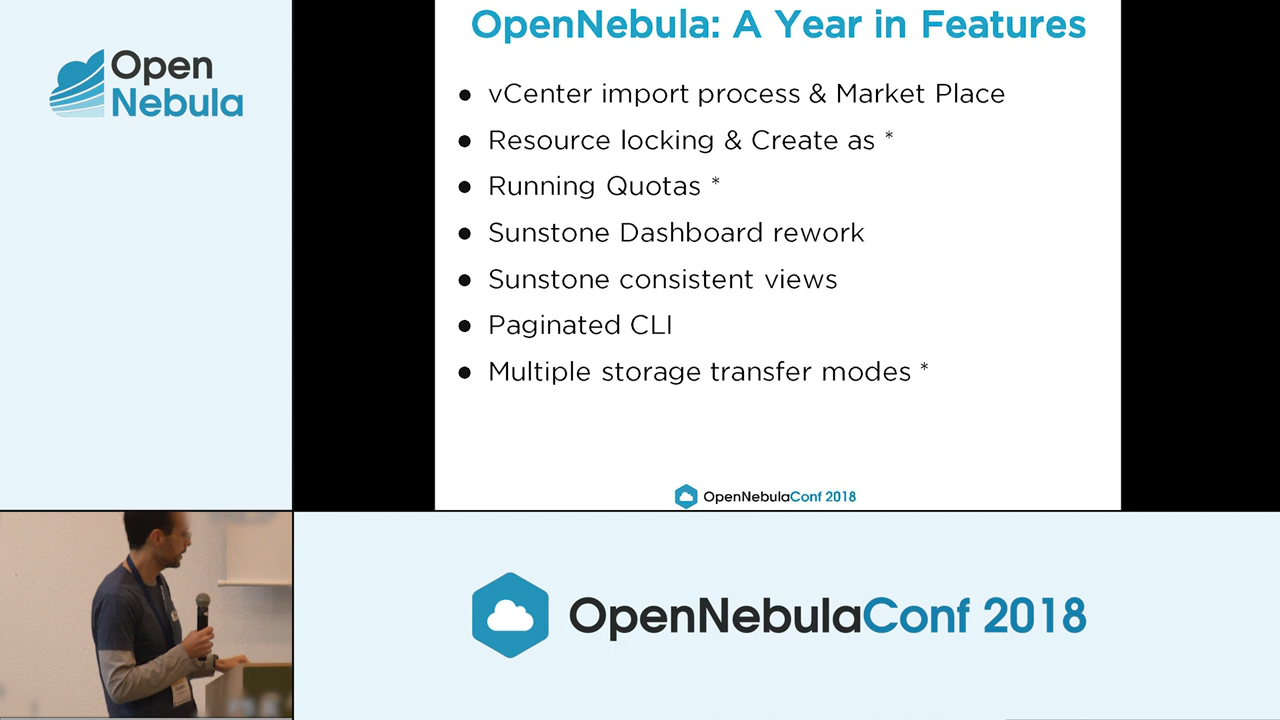 Open
Nebula
OpenNebula: A Year in Features
● vCenter import process & Market Place
● Resource locking & Create as *
● Running Quotas *
● Sunstone Dashboard rework
● Sunstone consistent views
● Paginated CLI
● Multiple storage transfer modes *
OpenNebulaConf 2018
OpenNebulaConf 2018